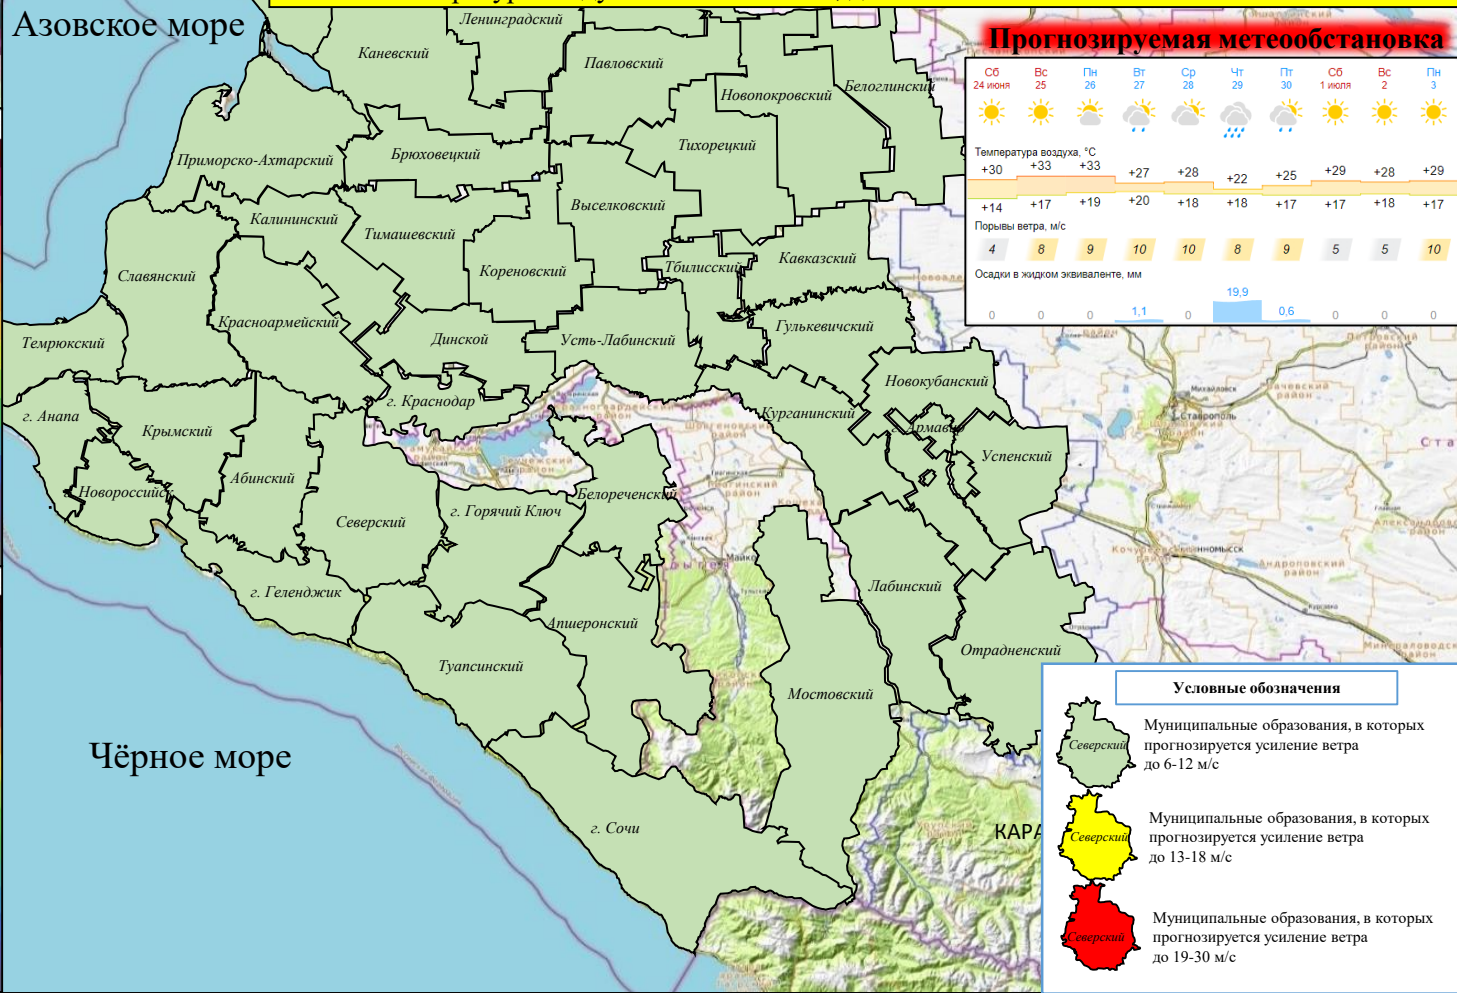 Азовское море
Прогнозируемая метеообстановка
Сб Вс Пн Вт Ср Чт Пт Сб Вс Пн
24 июня 25 26 27 28 29 30 1 июля 2 3
Температура воздуха, °C
+30 +33 +33 +27 +28 +22 +25 +29 +28 +29
+14 +17 +19 +20 +18 +18 +17 +17 +18 +17
Порывы ветра, м/с
4 8 9 10 10 8 9 5 5 10
Осадки в жидком эквиваленте, мм
0 0 0 1,1 0 19,9 0,6 0 0 0
Ленинградский
Каневский
Павловский
Белоглинский
Новопокровский
Тихорецкий
Брюховецкий
Приморско-Ахтарский
Выселковский
Калининский
Тимашевский
Кавказский
Тбилисский
Кореновский
Славянский
Красноармейский
Гулькевичский
Динской
Усть-Лабинский
Темрюкский
Новокубанский
г. Краснодар
Курганинский
г. Анапа
г. Армавир
Крымский
Успенский
Абинский
г. Новороссийск
Белореченский
г. Горячий Ключ
Северский
Майко
Лабинский
г. Геленджик
Апшеронский
Отрадненский
Туапсинский
Мостовский
Чёрное море
г. Сочи
КАРА
Михайловск
Ставрополь
Условные обозначения
Северский
Муниципальные образования, в которых
прогнозируется усиление ветра
до 6-12 м/с
Северский
Муниципальные образования, в которых
прогнозируется усиление ветра
до 13-18 м/с
Северский
Муниципальные образования, в которых
прогнозируется усиление ветра
до 19-30 м/с